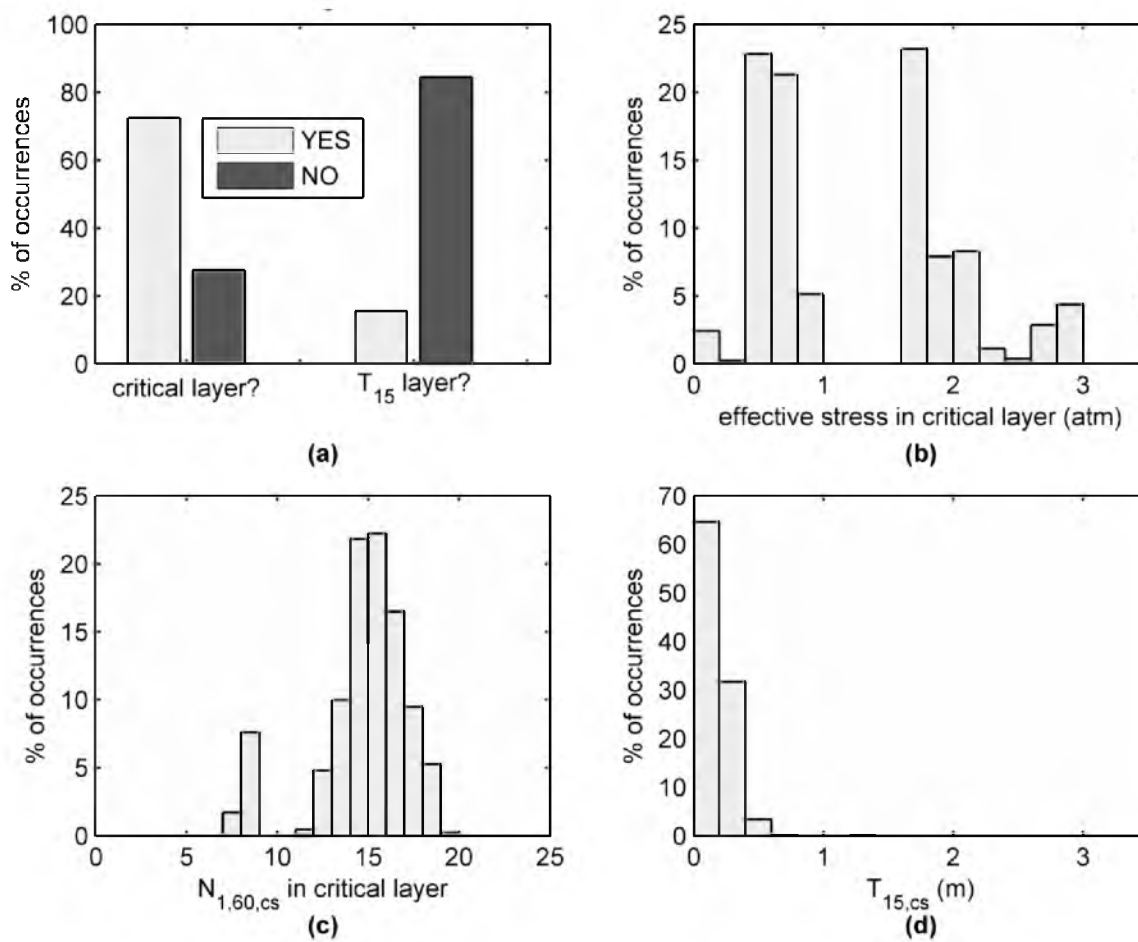 100
80
60
40
20
0
% of occurrences
YES
NO
critical layer?
T15 layer?
(a)
25
20
15
10
5
0
% of occurrences
0 1 2 3
effective stress in critical layer (atm)
(b)
25
20
15
10
5
0
% of occurrences
0 5 10 15 20 25
N1,60,cs in critical layer
(c)
70
60
50
40
30
20
10
0
% of occurrences
0 1 2 3
T15,cs (m)
(d)